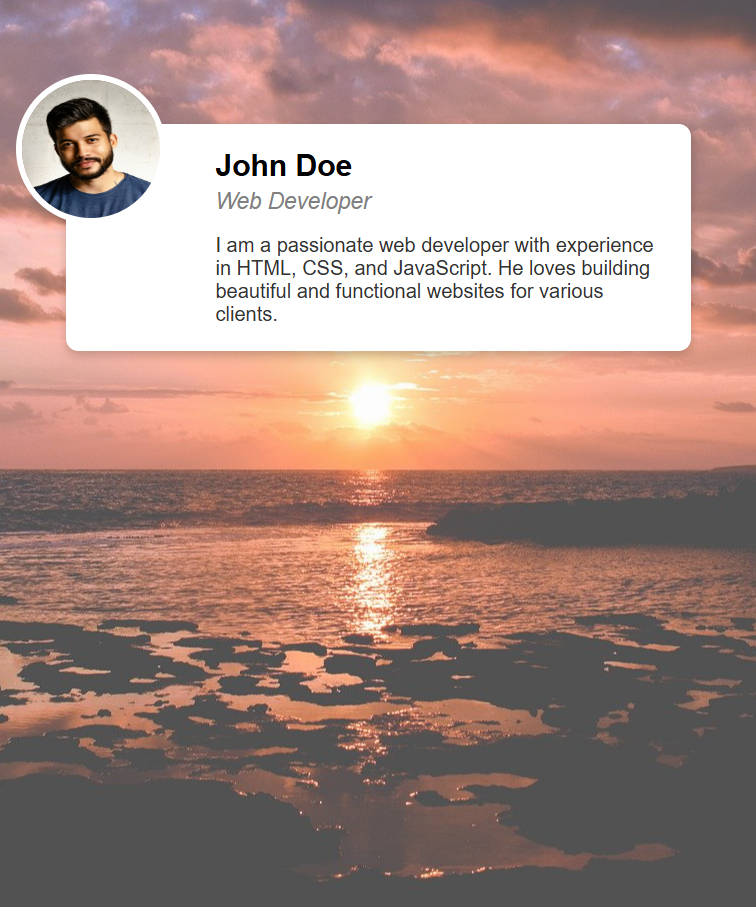 John Doe
Web Developer
I am a passionate web developer with experience
in HTML, CSS, and JavaScript. He loves building
beautiful and functional websites for various
clients.